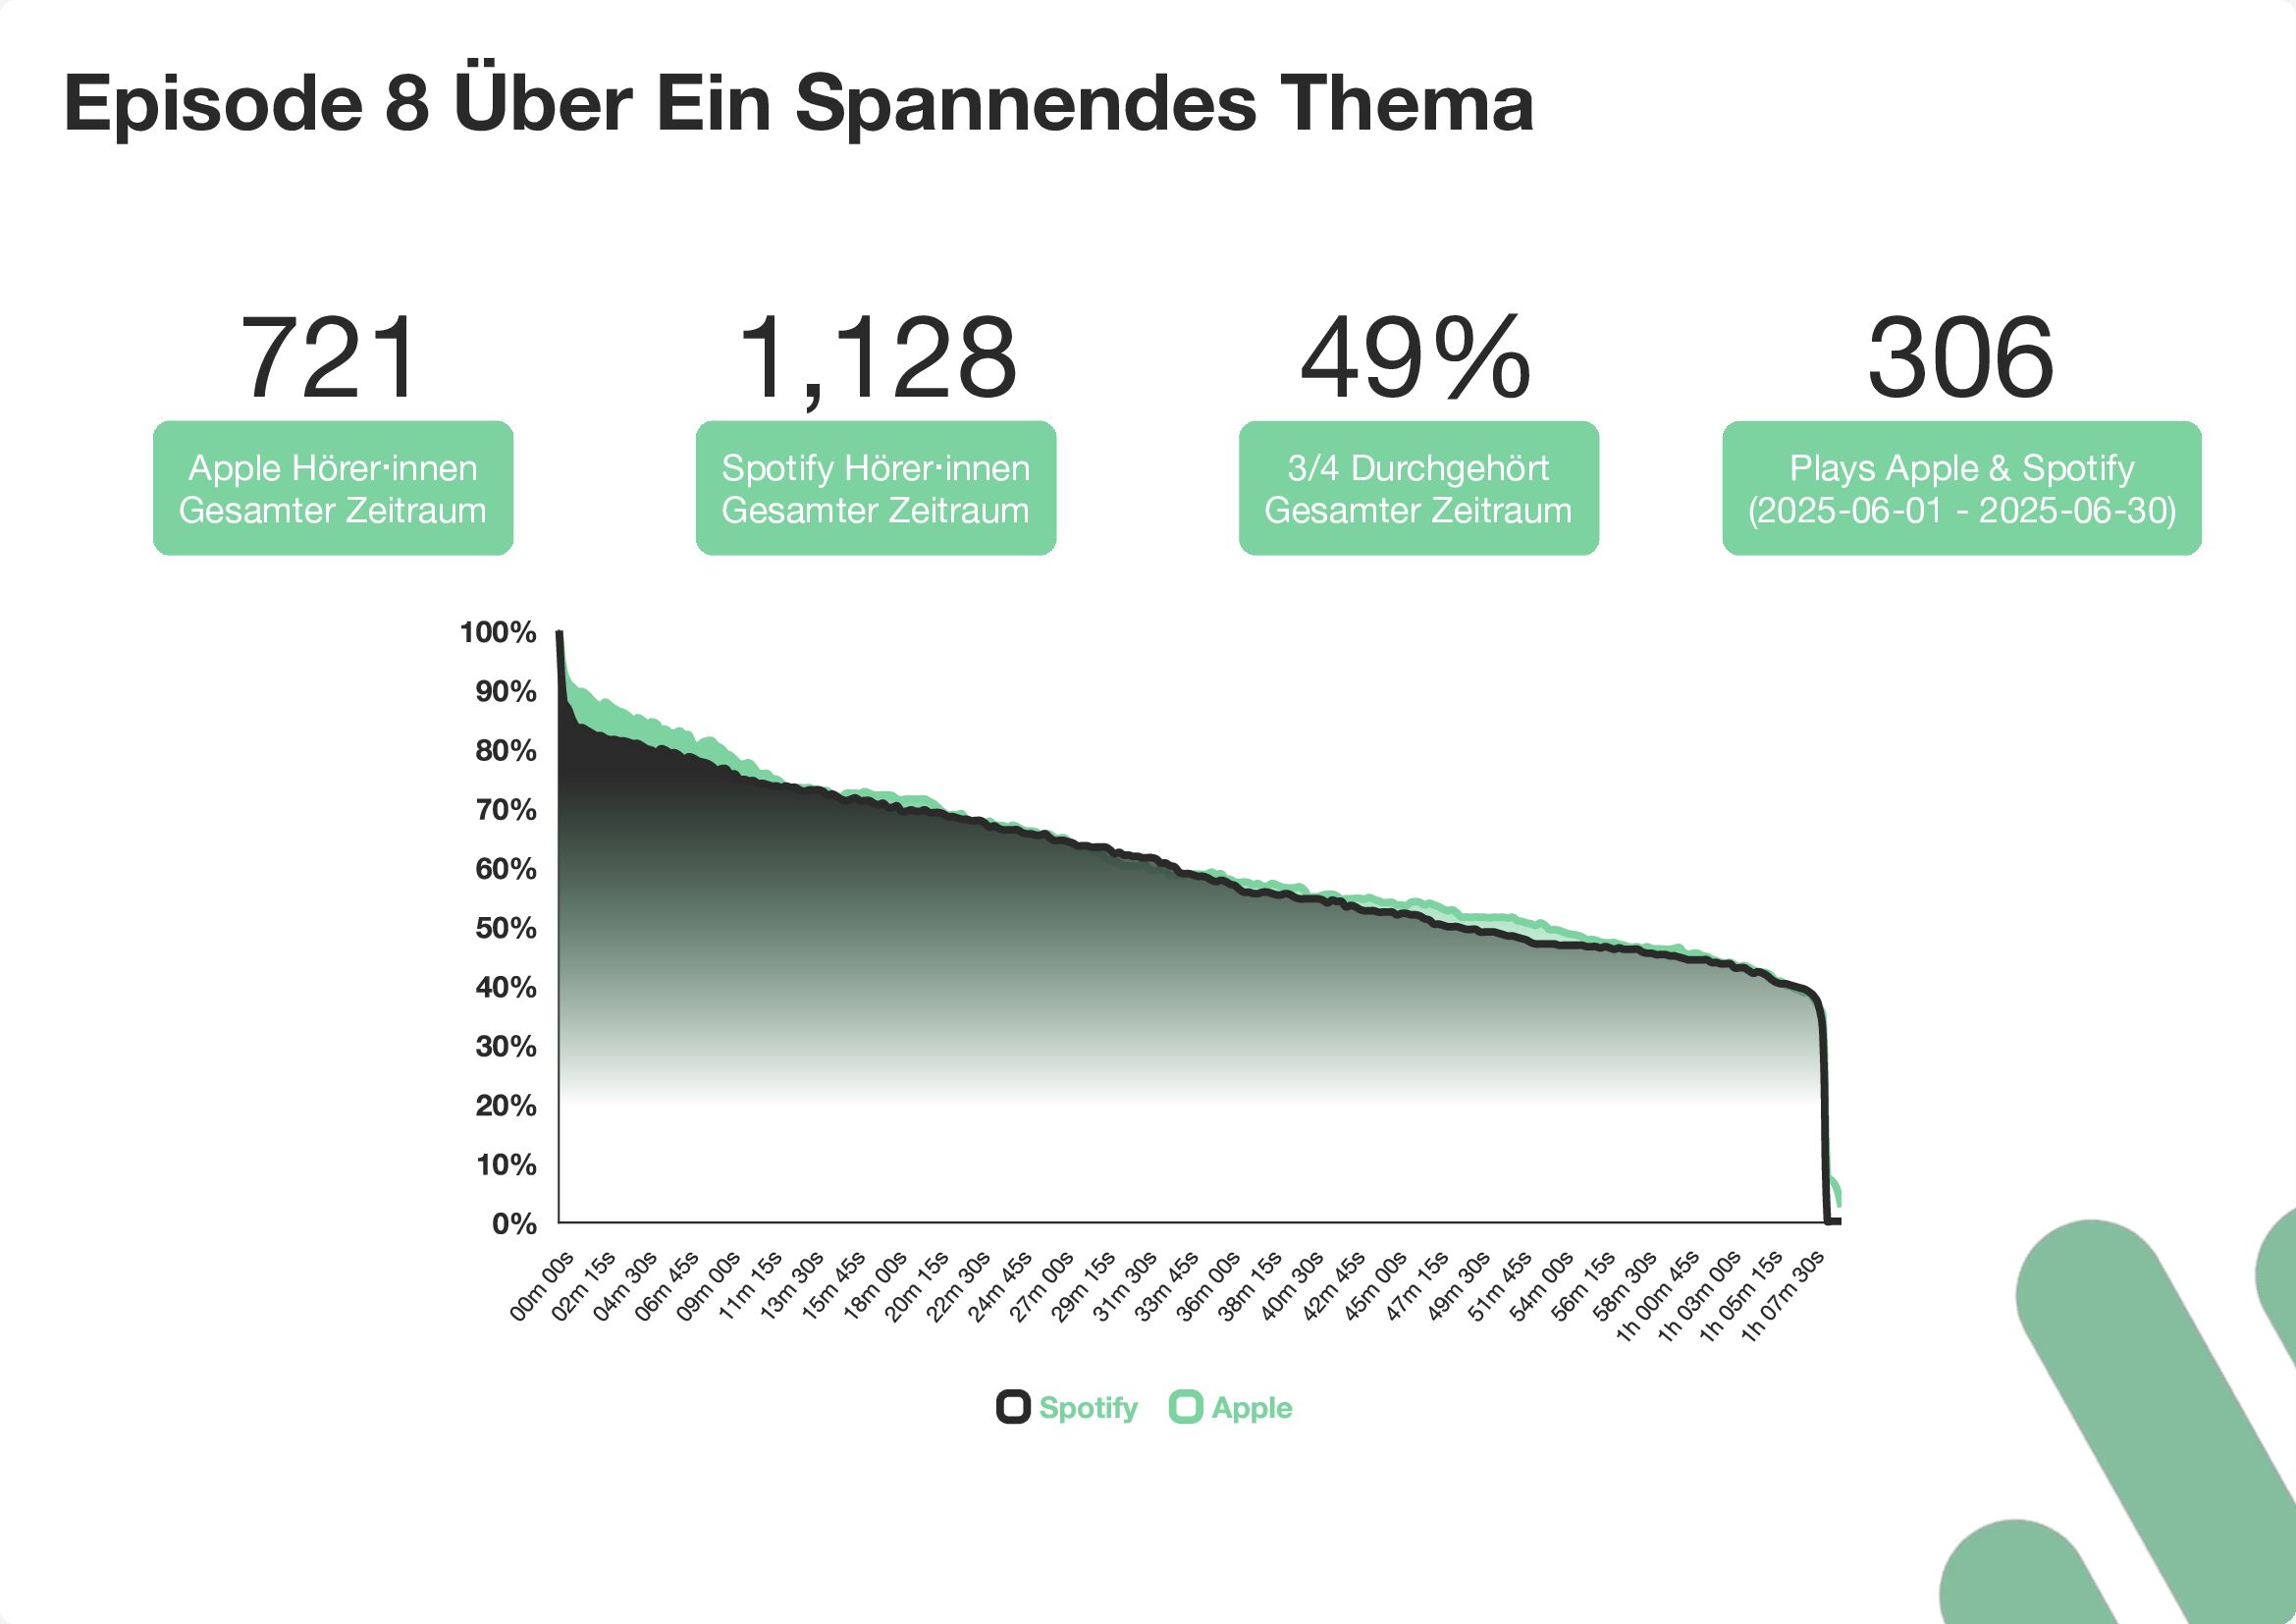 Episode 8 Über Ein Spannendes Thema
721
Apple Hörer·innen
Gesamter Zeitraum
1,128
Spotify Hörer·innen
Gesamter Zeitraum
49%
3/4 Durchgehört
Gesamter Zeitraum
306
Plays Apple & Spotify
(2025-06-01 - 2025-06-30)
100%
90%
80%
70%
60%
50%
40%
30%
20%
10%
0%
00m 00s
02m 15s
04m 30s
06m 45s
09m 00s
11m 15s
13m 30s
15m 45s
18m 00s
20m 15s
22m 30s
24m 45s
27m 00s
29m 15s
31m 30s
33m 45s
36m 00s
38m 15s
40m 30s
42m 45s
45m 00s
47m 15s
49m 30s
51m 45s
54m 00s
56m 15s
58m 30s
1h 00m 45s
1h 03m 00s
1h 05m 15s
1h 07m 30s
Spotify
Apple